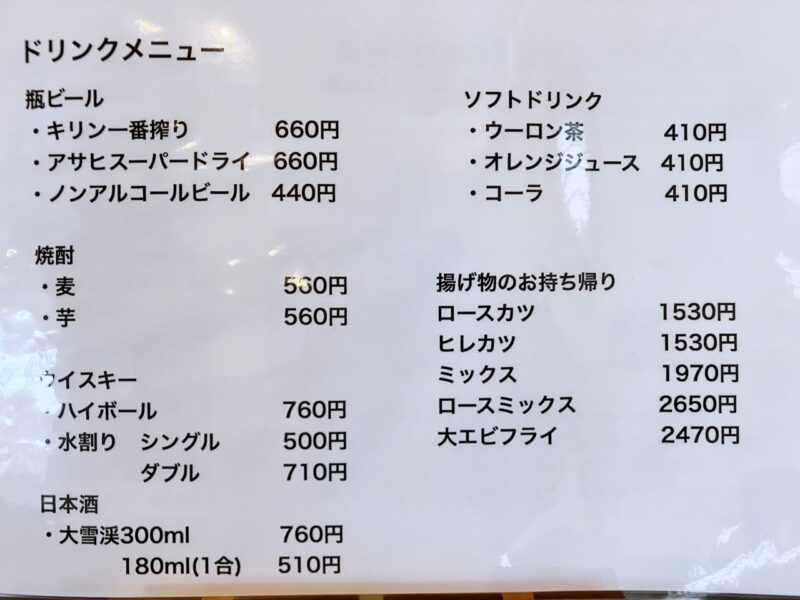 ドリンクメニュー
瓶ビール
・キリン一番搾り 660円
・アサヒスーパードライ 660円
・ノンアルコールビール 440円
焼酎
・麦 560円
・芋 560円
ウイスキー
・ハイボール 760円
・水割り シングル 500円
ダブル 710円
日本酒
・大雪渓300ml 760円
180ml(1合) 510円
ソフトドリンク
・ウーロン茶 410円
・オレンジジュース 410円
・コーラ 410円
揚げ物のお持ち帰り
ロースカツ 1530円
ヒレカツ 1530円
ミックス 1970円
ロースミックス 2650円
大エビフライ 2470円